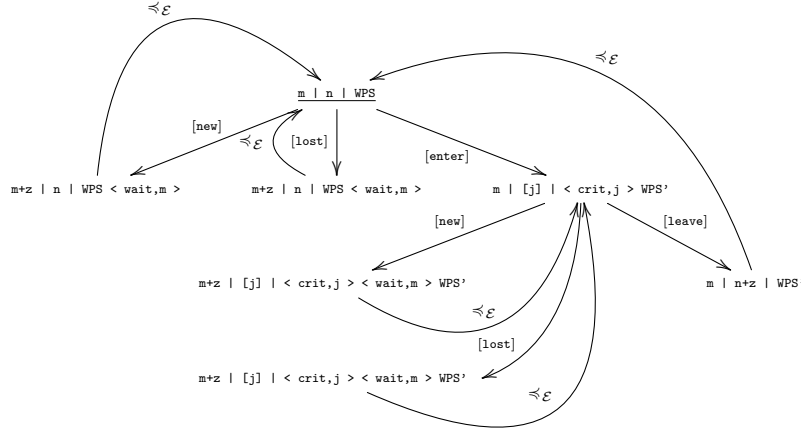 ≼ε
≼ε
m | n | WPS
[new]
≼ε
[lost]
[enter]
m+z | n | WPS < wait,m >
m+z | n | WPS < wait,m >
m | [j] | < crit,j > WPS'
[new]
[leave]
m+z | [j] | < crit,j > < wait,m > WPS'
m | n+z | WPS'
≼ε
[lost]
m+z | [j] | < crit,j > < wait,m > WPS'
≼ε